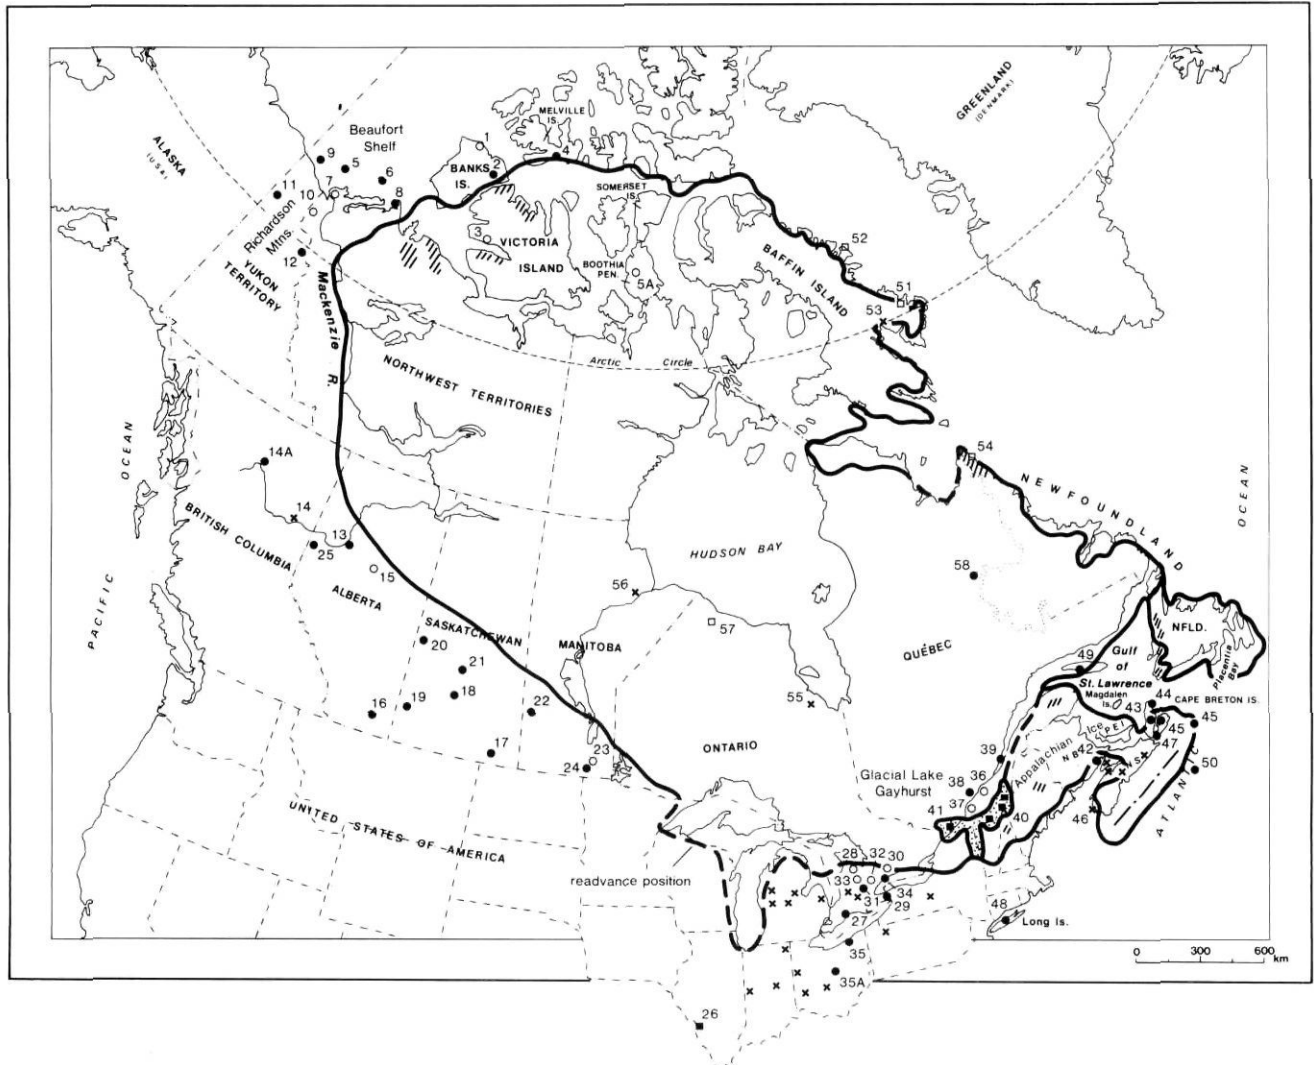 GREENLAND
(DENMARK)
MELVILLE
IS.
Beaufort
Shelf
ALASKA
(USA)
1
4
9
5
2
BANKS
IS.
6
11
7
8
10
SOMERSET
IS.
Richardson
Mtns.
3
VICTORIA
ISLAND
BOOTHIA
PEN.
5A
52
BAFFIN ISLAND
12
YUKON
TERRITORY
51
53
Mackenzie R.
Arctic Circle
NORTHWEST TERRITORIES
PACIFIC OCEAN
14A
54
NEWFOUNDLAND
OCEAN
14
BRITISH COLUMBIA
13
25
HUDSON BAY
15
58
56
ALBERTA
57
SASKATCHEWAN
MANITOBA
NFLD.
20
QUÉBEC
49
Gulf
of
St. Lawrence
Placentia
Bay
21
55
Magdalen
Is.
44
CAPE BRETON IS.
16
19
18
22
43
45
45
PEI
47
17
23
24
ONTARIO
39
Appalachian Ice
NB
42
NS
50
ATLANTIC
Glacial Lake
Gayhurst
38
36
37
41
40
46
UNITED STATES OF AMERICA
readvance position
28
32
30
33
31
34
29
27
48
Long Is.
35
0 300 600
km
35A
26